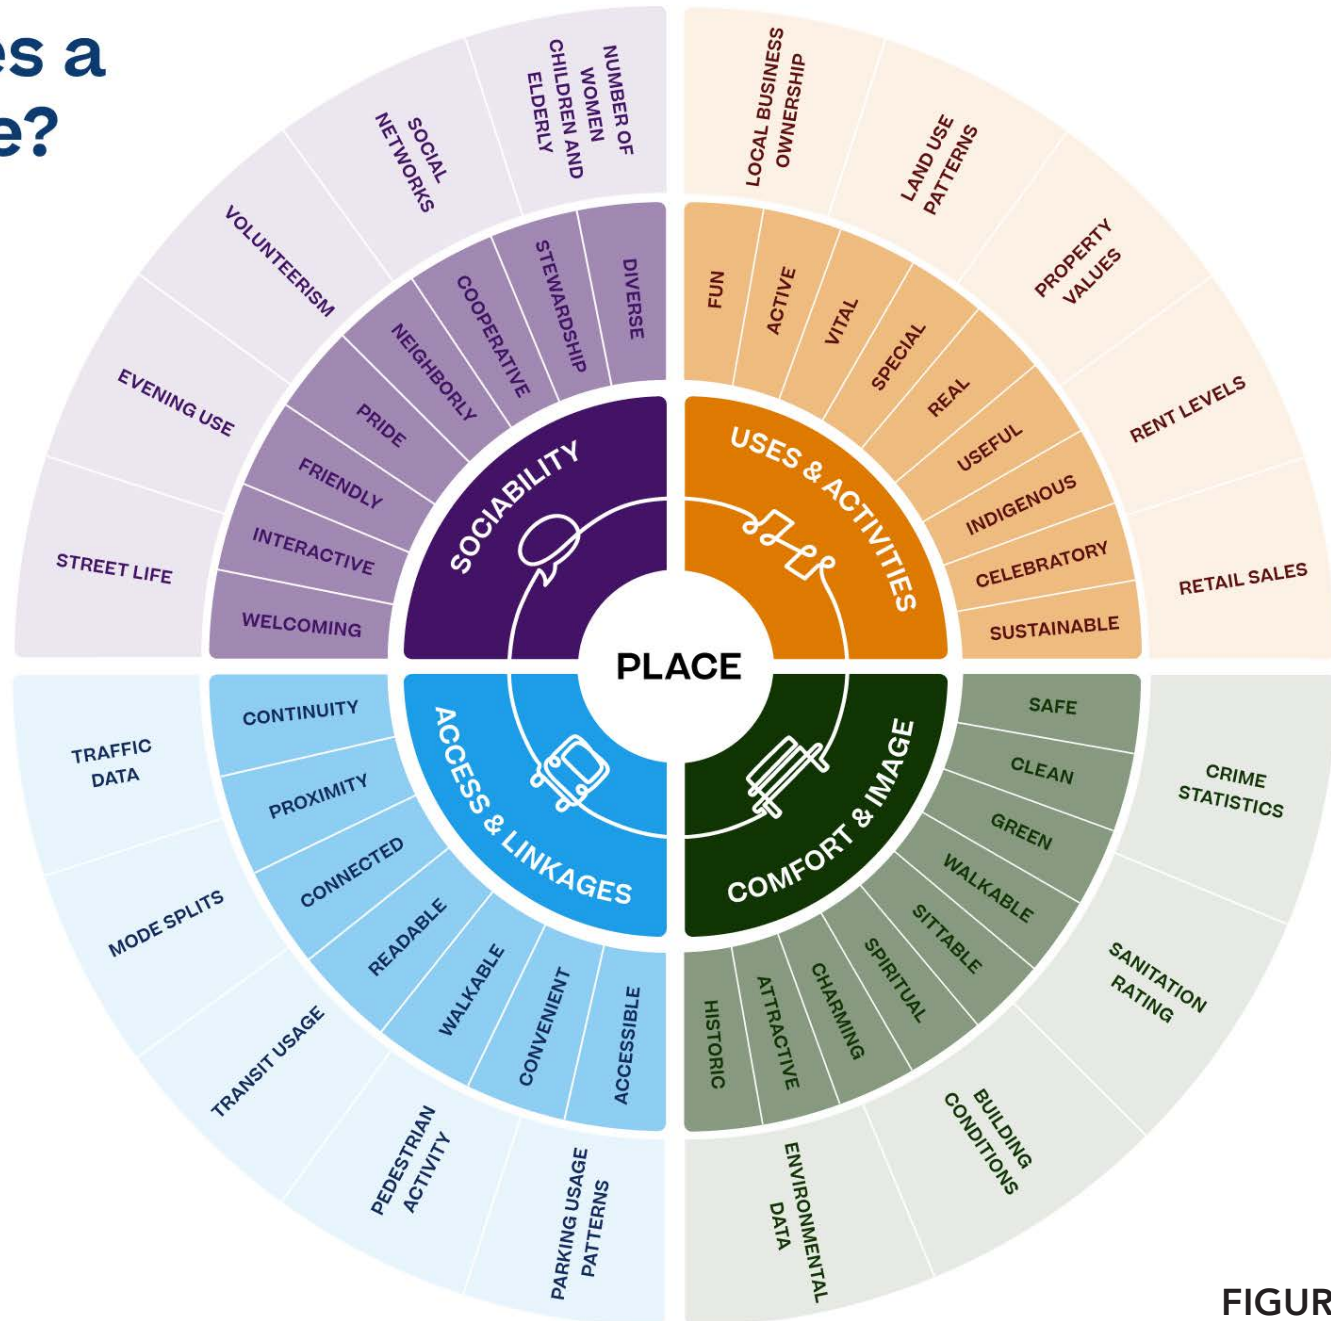 es a
e?
NUMBER OF
WOMEN
CHILDREN AND
ELDERLY
SOCIAL
NETWORKS
VOLUNTEERISM
EVENING USE
STREET LIFE
DIVERSE
STEWARDSHIP
COOPERATIVE
NEIGHBORLY
PRIDE
FRIENDLY
INTERACTIVE
WELCOMING
SOCIABILITY
LOCAL BUSINESS
OWNERSHIP
LAND USE
PATTERNS
PROPERTY
VALUES
RENT LEVELS
RETAIL SALES
FUN
ACTIVE
VITAL
SPECIAL
REAL
USEFUL
INDIGENOUS
CELEBRATORY
SUSTAINABLE
USES & ACTIVITIES
PLACE
ACCESS & LINKAGES
CONTINUITY
PROXIMITY
CONNECTED
READABLE
WALKABLE
CONVENIENT
ACCESSIBLE
TRAFFIC
DATA
MODE SPLITS
TRANSIT USAGE
PEDESTRIAN
ACTIVITY
PARKING USAGE
PATTERNS
COMFORT & IMAGE
SAFE
CLEAN
GREEN
WALKABLE
SITTABLE
SPIRITUAL
CHARMING
ATTRACTIVE
HISTORIC
CRIME
STATISTICS
SANITATION
RATING
BUILDING
CONDITIONS
ENVIRONMENTAL
DATA
FIGUR